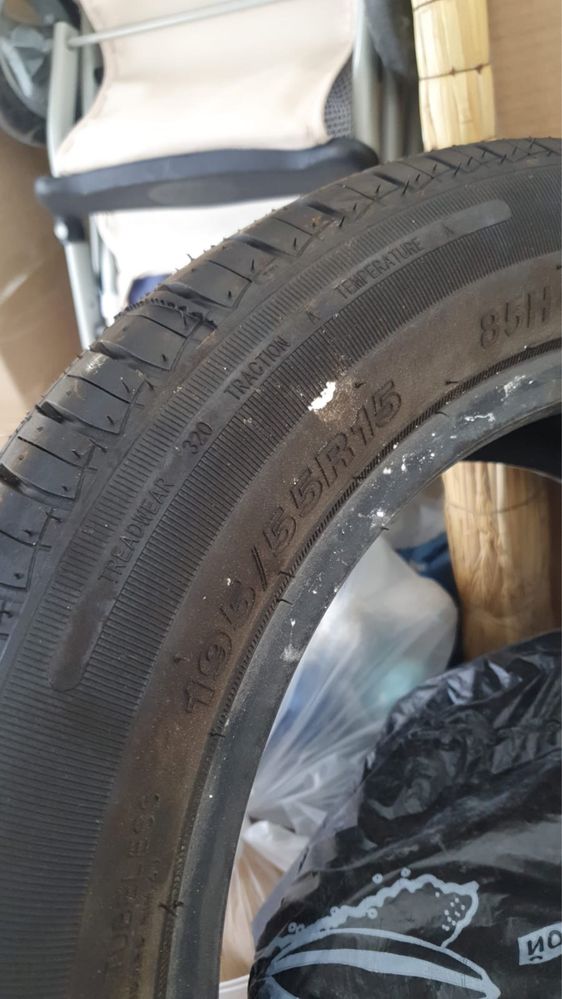 TREADWEAR 320 TRACTION A TEMPERATURE A
195/55R15 85H
TUBELESS